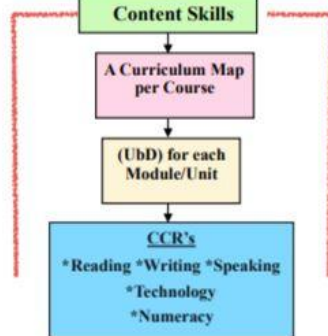 Content Skills
A Curriculum Map
per Course
(UbD) for each
Module/Unit
CCR's
*Reading *Writing *Speaking
*Technology
*Numeracy